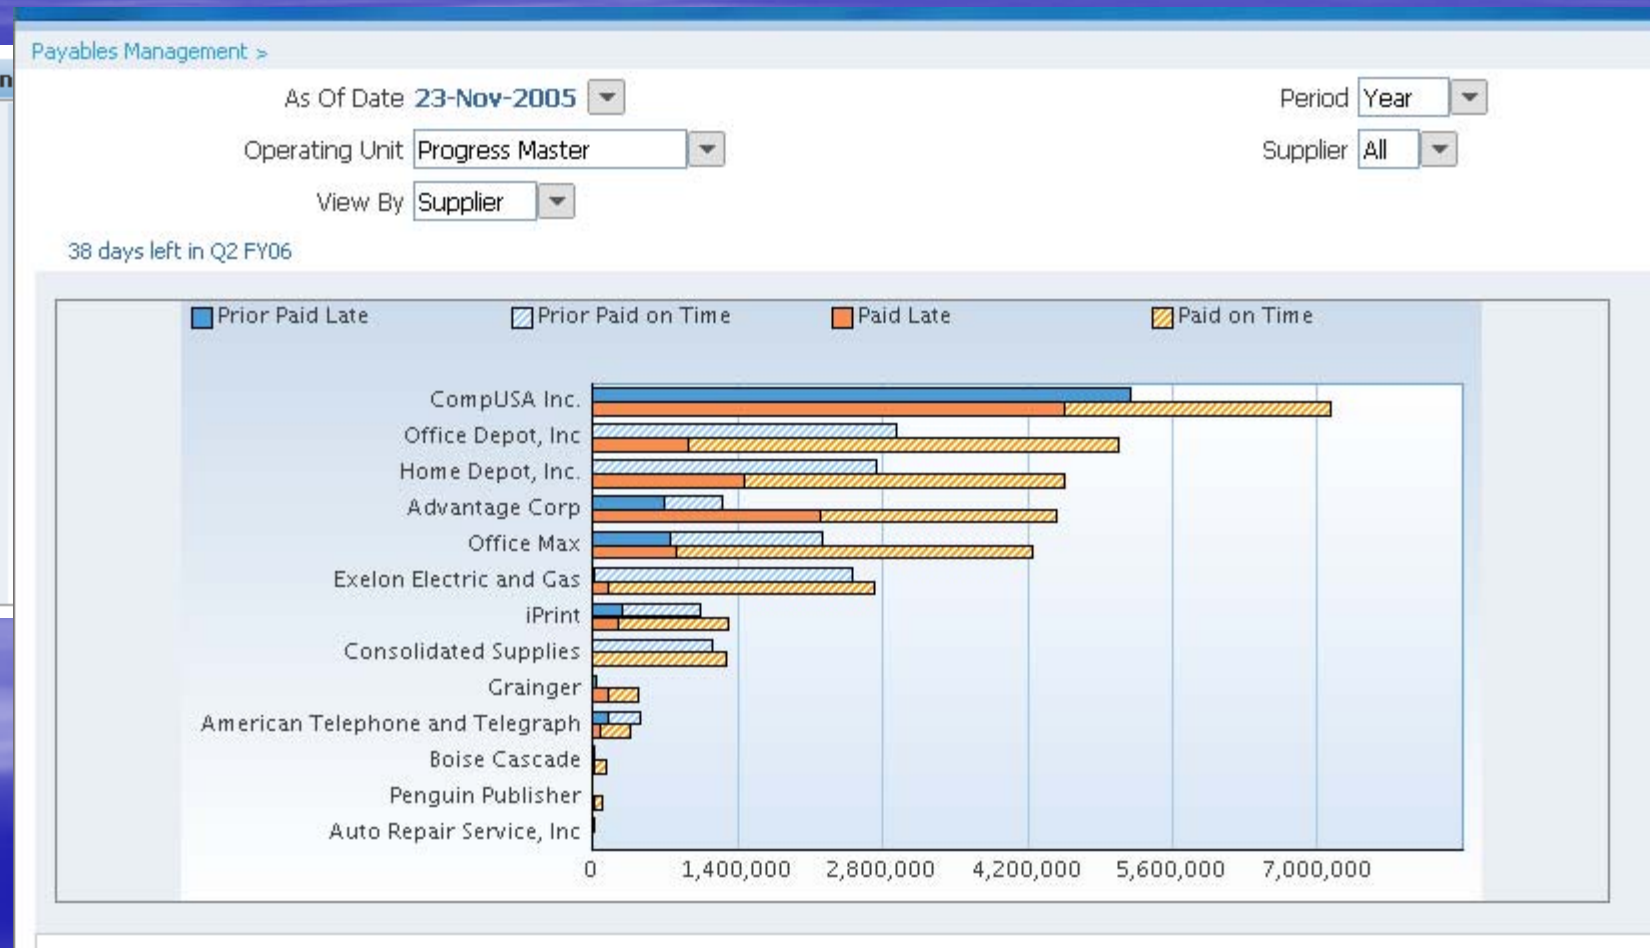 Payables Management >
n
As Of Date 23-Nov-2005 Period Year
Operating Unit Progress Master Supplier All
View By Supplier
38 days left in Q2 FY06
Prior Paid Late Prior Paid on Time Paid Late Paid on Time
CompUSA Inc.
Office Depot, Inc
Home Depot, Inc.
Advantage Corp
Office Max
Exelon Electric and Gas
iPrint
Consolidated Supplies
Grainger
American Telephone and Telegraph
Boise Cascade
Penguin Publisher
Auto Repair Service, Inc
0 1,400,000 2,800,000 4,200,000 5,600,000 7,000,000